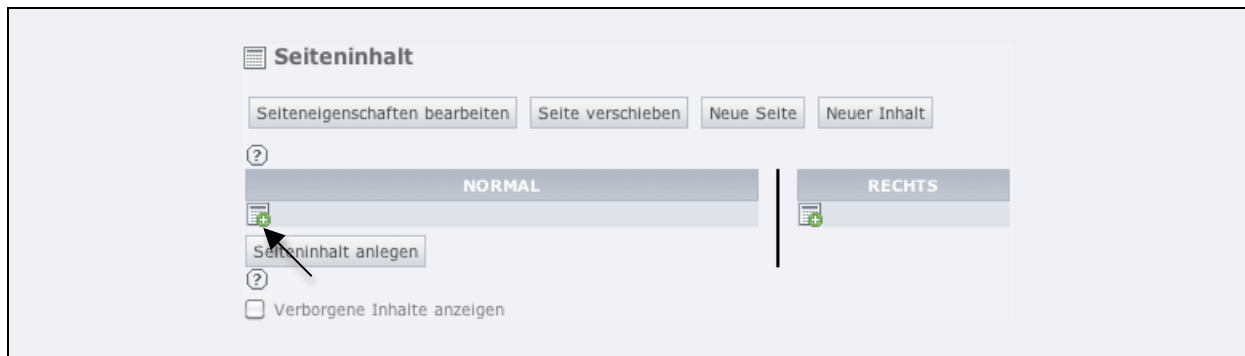 Seiteninhalt
Seiteneigenschaften bearbeiten Seite verschieben Neue Seite Neuer Inhalt
?
NORMAL RECHTS
Seiteninhalt anlegen
?
Verborgene Inhalte anzeigen